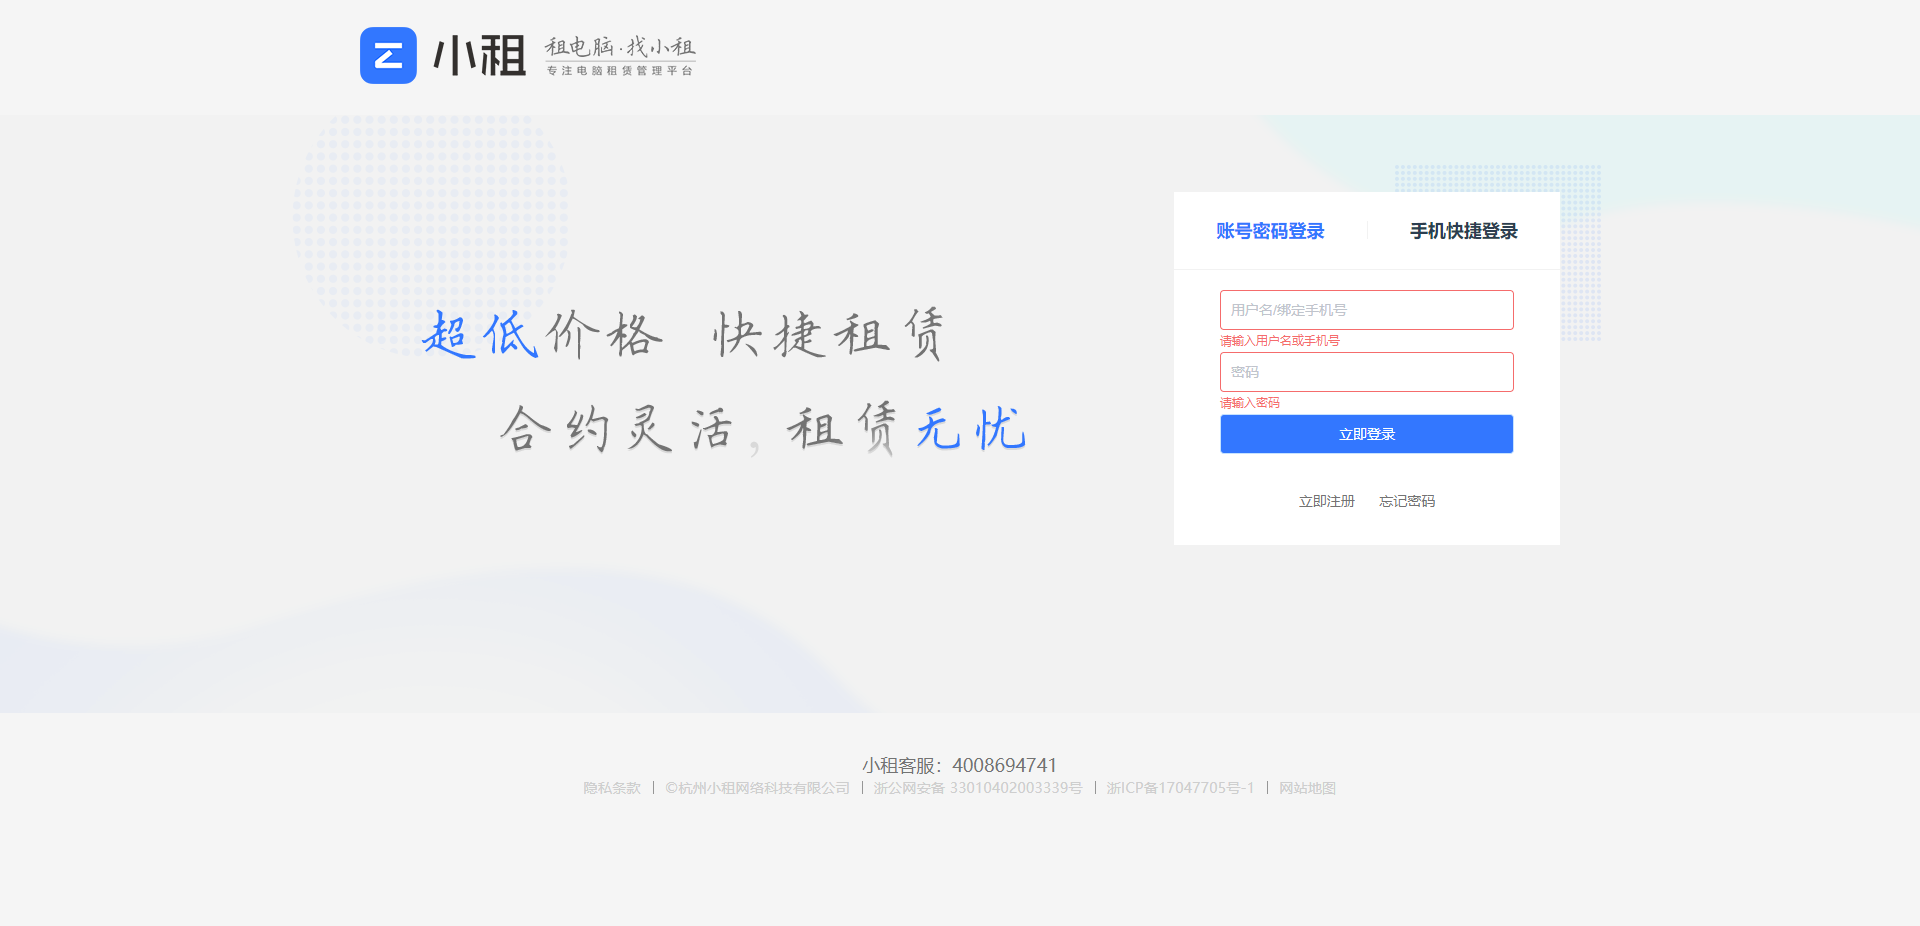 小租
租电脑·找小租
专注电脑租赁管理平台
账号密码登录
手机快捷登录
超低价格 快捷租赁
合约灵活, 租赁无忧
用户名/绑定手机号
请输入用户名或手机号
密码
请输入密码
立即登录
立即注册 忘记密码
小租客服：4008694741
隐私条款 | ©杭州小租网络科技有限公司 | 浙公网安备 33010402003339号 | 浙ICP备17047705号-1 | 网站地图